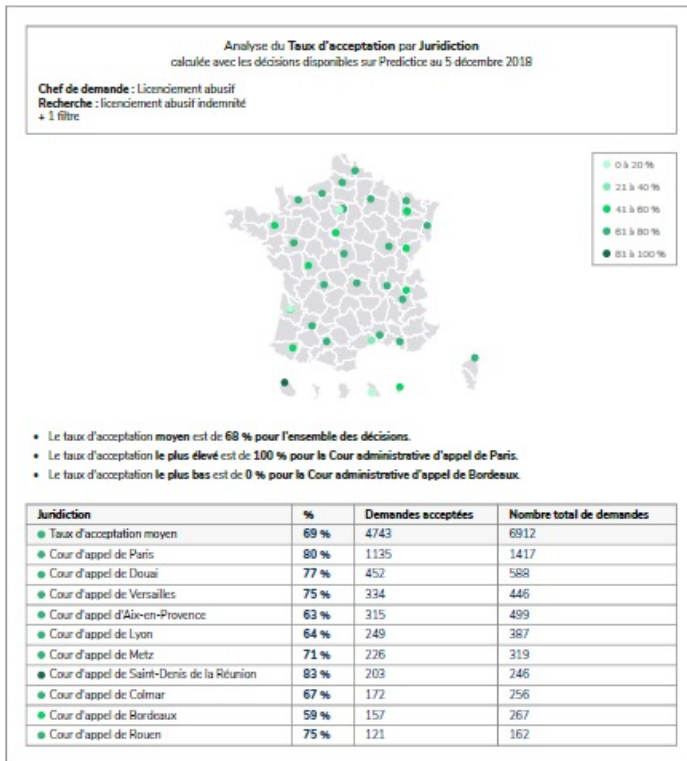 Analyse du Taux d'acceptation par Juridiction
calculée avec les décisions disponibles sur Predictice au 5 décembre 2018
Chef de demande : Licenciement abusif
Recherche : licenciement abusif indemnité
+ 1 filtre
0 à 20 %
21 à 40 %
41 à 60 %
61 à 80 %
81 à 100 %
• Le taux d'acceptation moyen est de 68 % pour l'ensemble des décisions.
• Le taux d'acceptation le plus élevé est de 100 % pour la Cour administrative d'appel de Paris.
• Le taux d'acceptation le plus bas est de 0 % pour la Cour administrative d'appel de Bordeaux.
Juridiction % Demandes acceptées Nombre total de demandes
Taux d'acceptation moyen 69 % 4743 6912
Cour d'appel de Paris 80 % 1135 1417
Cour d'appel de Douai 77 % 452 588
Cour d'appel de Versailles 75 % 334 446
Cour d'appel d'Aix-en-Provence 63 % 315 499
Cour d'appel de Lyon 64 % 249 387
Cour d'appel de Metz 71 % 226 319
Cour d'appel de Saint-Denis de la Réunion 83 % 203 246
Cour d'appel de Colmar 67 % 172 256
Cour d'appel de Bordeaux 59 % 157 267
Cour d'appel de Rouen 75 % 121 162